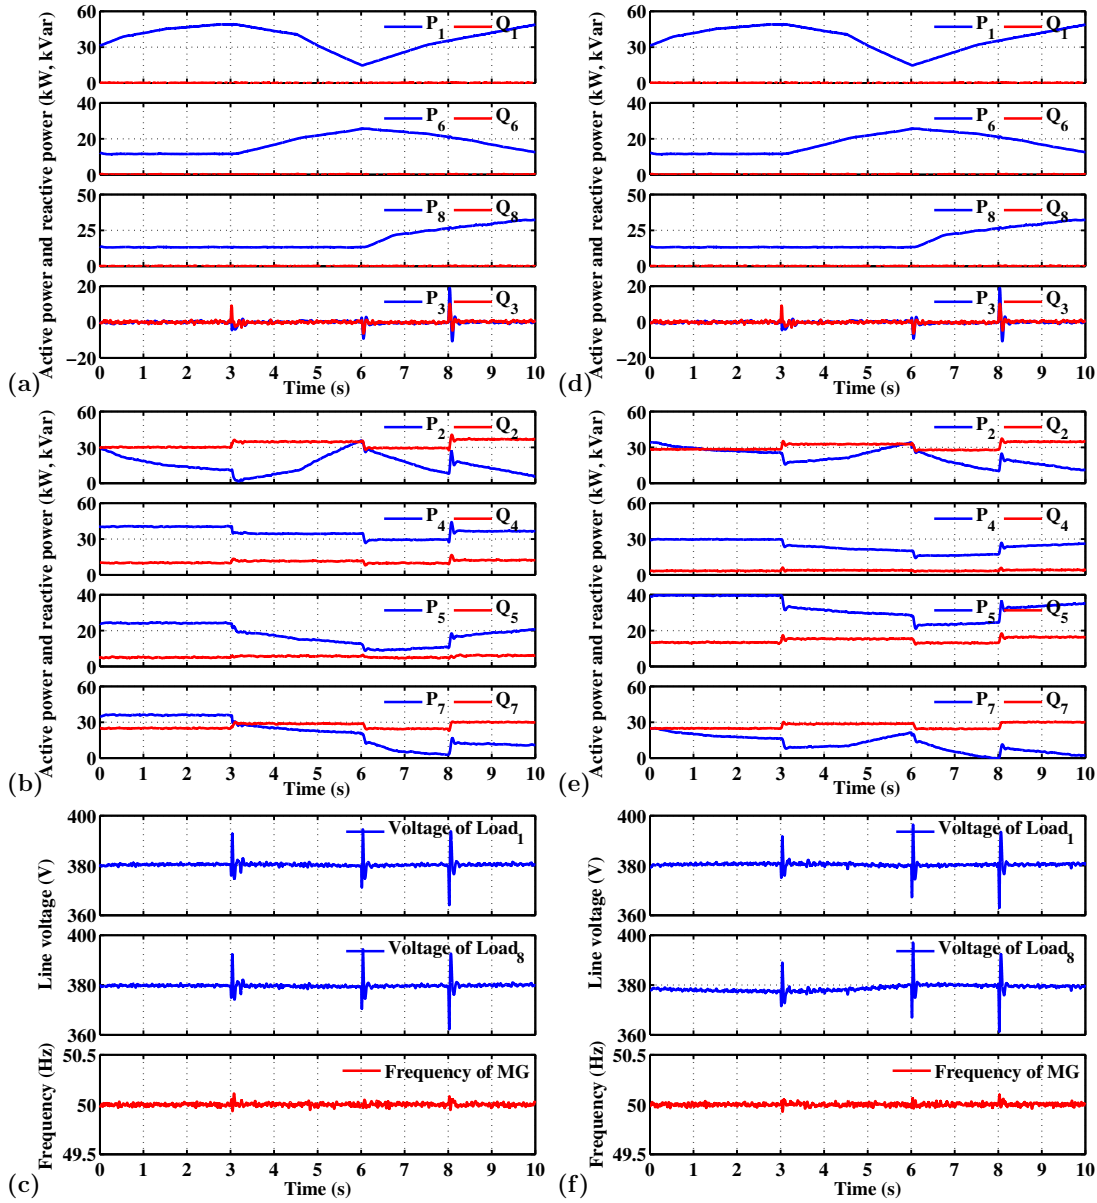 Active power and reactive power (kW, kVar)
60
30
0
P1 Q1
40
20
0
P6 Q6
50
25
0
P8 Q8
20
0
−20
P3 Q3
0 1 2 3 4 5 6 7 8 9 10
Time (s)
(a)
Active power and reactive power (kW, kVar)
60
30
0
P1 Q1
40
20
0
P6 Q6
50
25
0
P8 Q8
20
0
−20
P3 Q3
0 1 2 3 4 5 6 7 8 9 10
Time (s)
(d)
Active power and reactive power (kW, kVar)
60
30
0
P2 Q2
60
30
0
P4 Q4
40
20
0
P5 Q5
60
30
0
P7 Q7
0 1 2 3 4 5 6 7 8 9 10
Time (s)
(b)
Active power and reactive power (kW, kVar)
60
30
0
P2 Q2
60
30
0
P4 Q4
40
20
0
P5 Q5
60
30
0
P7 Q7
0 1 2 3 4 5 6 7 8 9 10
Time (s)
(e)
Line voltage (V)
400
380
360
Voltage of Load1
400
380
360
Voltage of Load8
Frequency (Hz)
50.5
50
49.5
Frequency of MG
0 1 2 3 4 5 6 7 8 9 10
Time (s)
(c)
Line voltage (V)
400
380
360
Voltage of Load1
400
380
360
Voltage of Load8
Frequency (Hz)
50.5
50
49.5
Frequency of MG
0 1 2 3 4 5 6 7 8 9 10
Time (s)
(f)